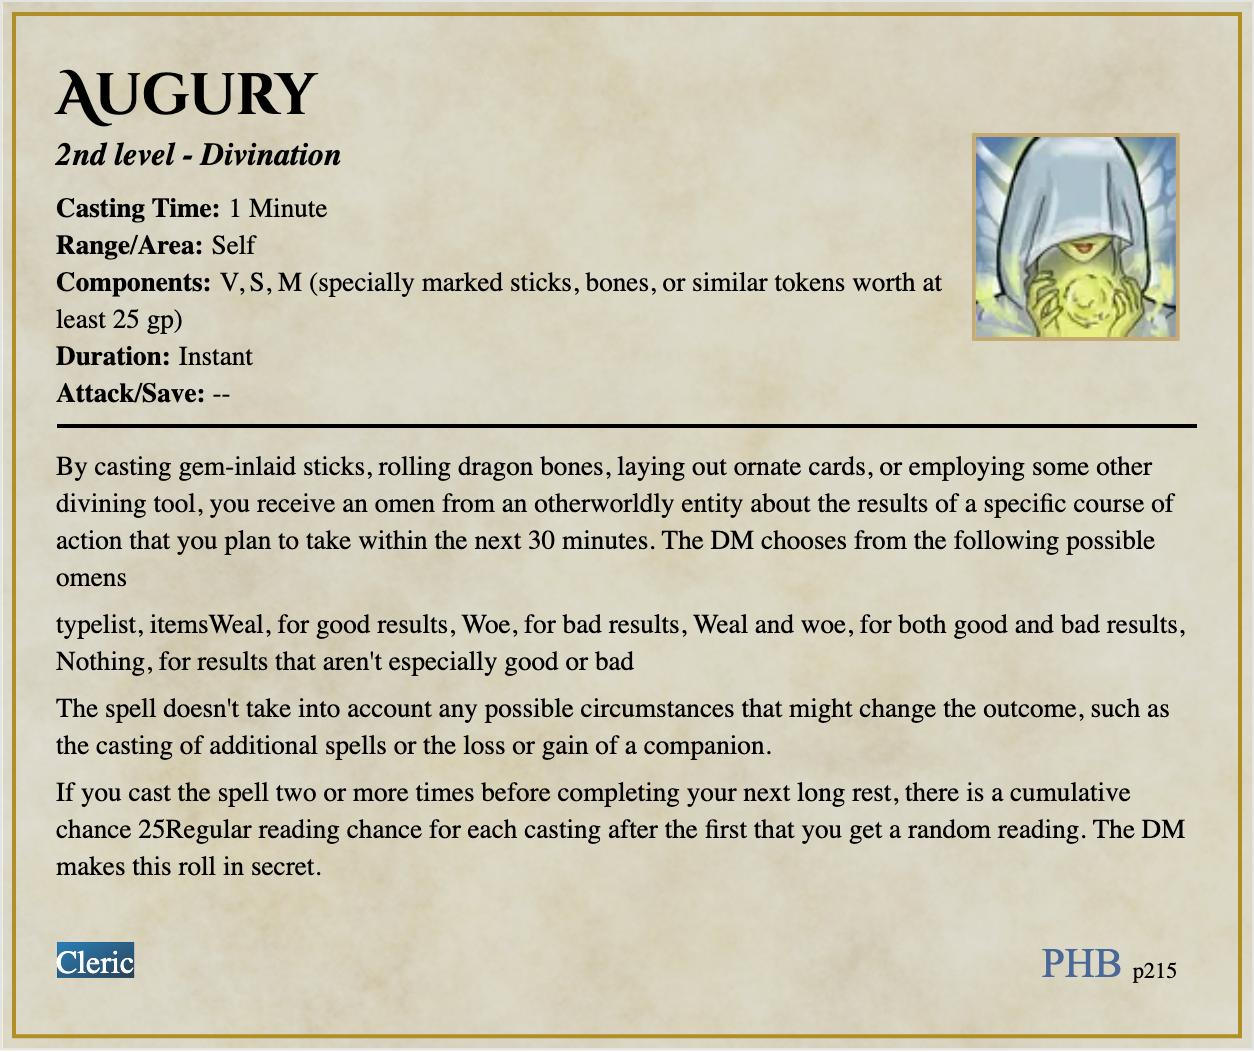 AUGURY
2nd level - Divination
Casting Time: 1 Minute
Range/Area: Self
Components: V, S, M (specially marked sticks, bones, or similar tokens worth at
least 25 gp)
Duration: Instant
Attack/Save: --
By casting gem-inlaid sticks, rolling dragon bones, laying out ornate cards, or employing some other
divining tool, you receive an omen from an otherworldly entity about the results of a specific course of
action that you plan to take within the next 30 minutes. The DM chooses from the following possible
omens
typelist, itemsWeal, for good results, Woe, for bad results, Weal and woe, for both good and bad results,
Nothing, for results that aren't especially good or bad
The spell doesn't take into account any possible circumstances that might change the outcome, such as
the casting of additional spells or the loss or gain of a companion.
If you cast the spell two or more times before completing your next long rest, there is a cumulative
chance 25Regular reading chance for each casting after the first that you get a random reading. The DM
makes this roll in secret.
Cleric
PHB p215